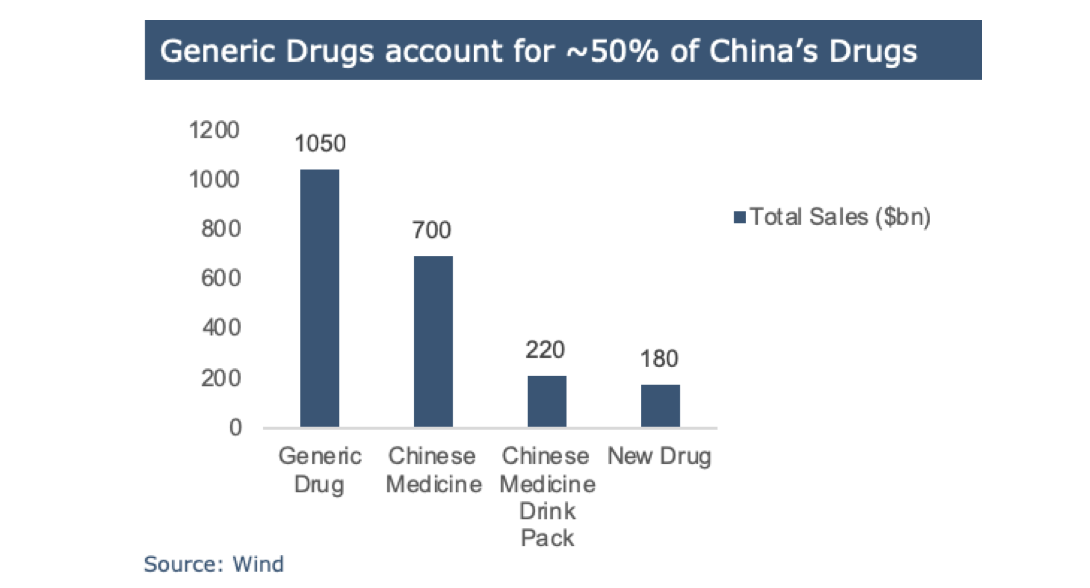 Generic Drugs account for ~50% of China's Drugs
1200
1000
800
600
400
200
0
1050
700
220
180
Total Sales ($bn)
Generic
Drug
Chinese
Medicine
Chinese
Medicine
Drink
Pack
New Drug
Source: Wind